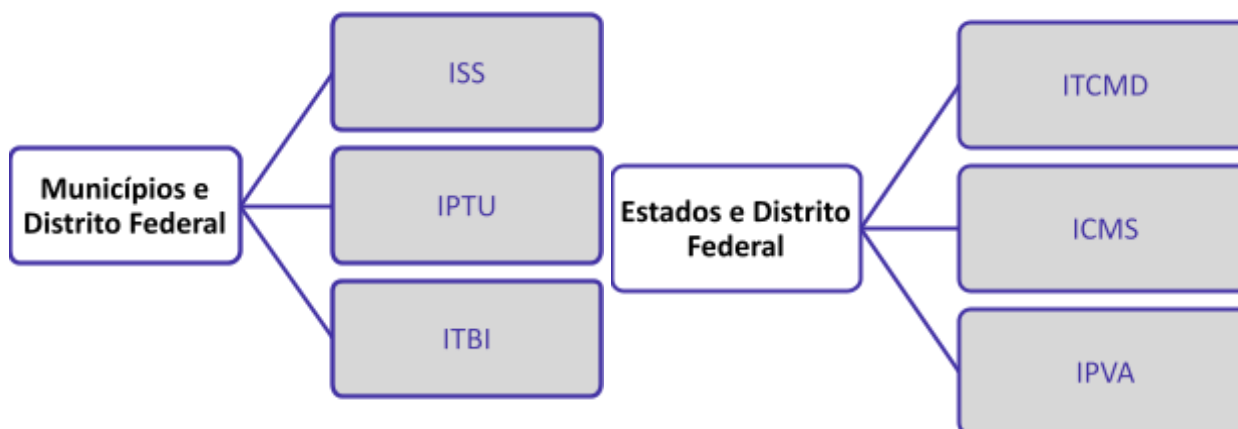 Municípios e
Distrito Federal
ISS
IPTU
ITBI
Estados e Distrito
Federal
ITCMD
ICMS
IPVA